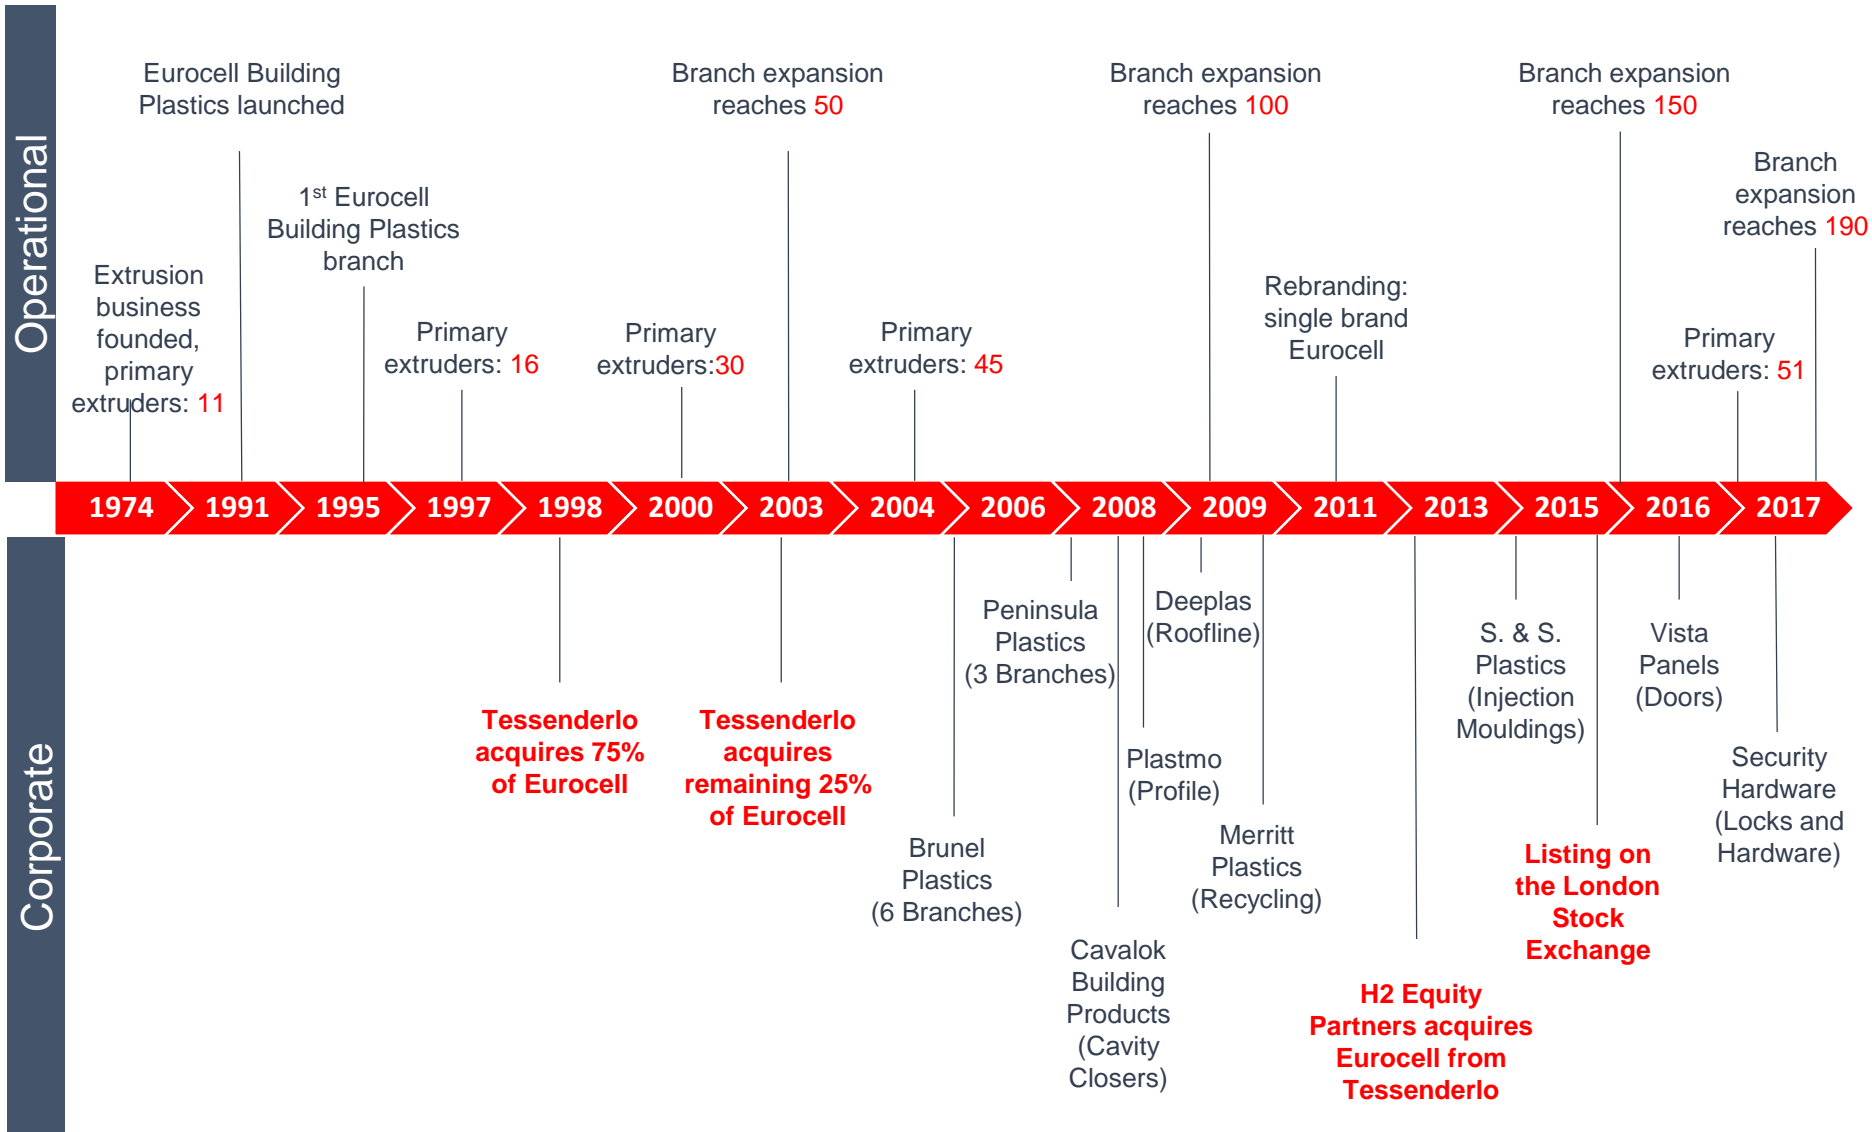 Operational
Eurocell Building
Plastics launched
Branch expansion
reaches 50
Branch expansion
reaches 100
Branch expansion
reaches 150
Branch
expansion
reaches 190
1st Eurocell
Building Plastics
branch
Extrusion
business
founded,
primary
extruders: 11
Primary
extruders: 16
Primary
extruders:30
Primary
extruders: 45
Rebranding:
single brand
Eurocell
Primary
extruders: 51
1974 1991 1995 1997 1998 2000 2003 2004 2006 2008 2009 2011 2013 2015 2016 2017
Corporate
Tessenderlo
acquires 75%
of Eurocell
Tessenderlo
acquires
remaining 25%
of Eurocell
Brunel
Plastics
(6 Branches)
Peninsula
Plastics
(3 Branches)
Cavalok
Building
Products
(Cavity
Closers)
Plastmo
(Profile)
Deeplas
(Roofline)
Merritt
Plastics
(Recycling)
H2 Equity
Partners acquires
Eurocell from
Tessenderlo
S. & S.
Plastics
(Injection
Mouldings)
Listing on
the London
Stock
Exchange
Vista
Panels
(Doors)
Security
Hardware
(Locks and
Hardware)